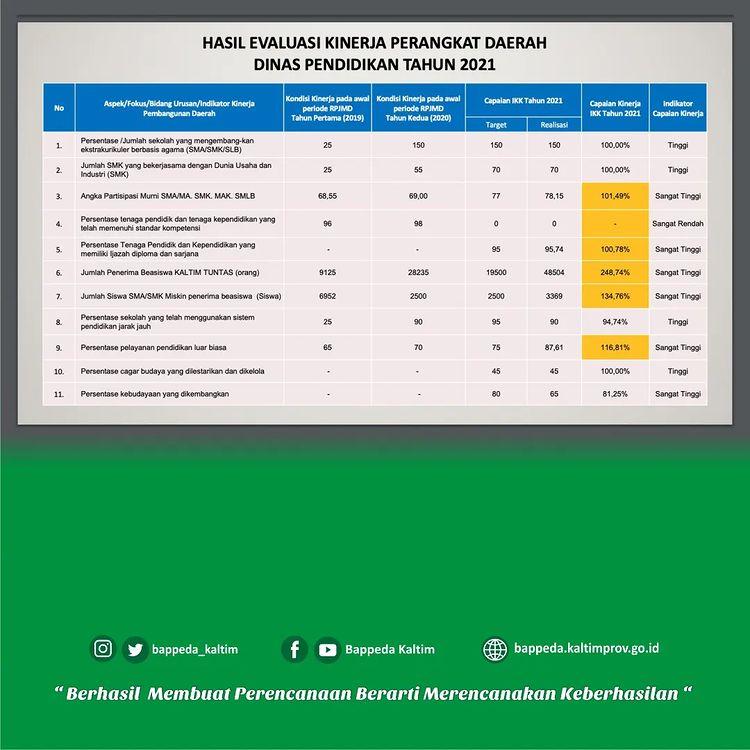 HASIL EVALUASI KINERJA PERANGKAT DAERAH
DINAS PENDIDIKAN TAHUN 2021
No
Aspek/Fokus/Bidang Urusan/Indikator Kinerja
Pembangunan Daerah
Kondisi Kinerja pada awal
periode RPJMD
Tahun Pertama (2019)
Kondisi Kinerja pada awal
periode RPJMD
Tahun Kedua (2020)
Capaian IKK Tahun 2021
Target Realisasi
Capaian Kinerja
IKK Tahun 2021
Indikator
Capaian Kinerja
1. Persentase /Jumlah sekolah yang mengembang-kan
ekstrakurikuler berbasis agama (SMA/SMK/SLB) 25 150 150 150 100,00% Tinggi
2. Jumlah SMK yang bekerjasama dengan Dunia Usaha dan
Industri (SMK) 25 55 70 70 100,00% Tinggi
3. Angka Partisipasi Murni SMA/MA. SMK. MAK. SMLB 68,55 69,00 77 78,15 101,49% Sangat Tinggi
4. Persentase tenaga pendidik dan tenaga kependidikan yang
telah memenuhi standar kompetensi 96 98 0 0 - Sangat Rendah
5. Persentase Tenaga Pendidik dan Kependidikan yang
memiliki Ijazah diploma dan sarjana - - 95 95,74 100,78% Sangat Tinggi
6. Jumlah Penerima Beasiswa KALTIM TUNTAS (orang) 9125 28235 19500 48504 248,74% Sangat Tinggi
7. Jumlah Siswa SMA/SMK Miskin penerima beasiswa (Siswa) 6952 2500 2500 3369 134,76% Sangat Tinggi
8. Persentase sekolah yang telah menggunakan sistem
pendidikan jarak jauh 25 90 95 90 94,74% Tinggi
9. Persentase pelayanan pendidikan luar biasa 65 70 75 87,61 116,81% Sangat Tinggi
10. Persentase cagar budaya yang dilestarikan dan dikelola - - 45 45 100,00% Tinggi
11. Persentase kebudayaan yang dikembangkan - - 80 65 81,25% Sangat Tinggi
bappeda_kaltim Bappeda Kaltim bappeda.kaltimprov.go.id
“ Berhasil Membuat Perencanaan Berarti Merencanakan Keberhasilan “